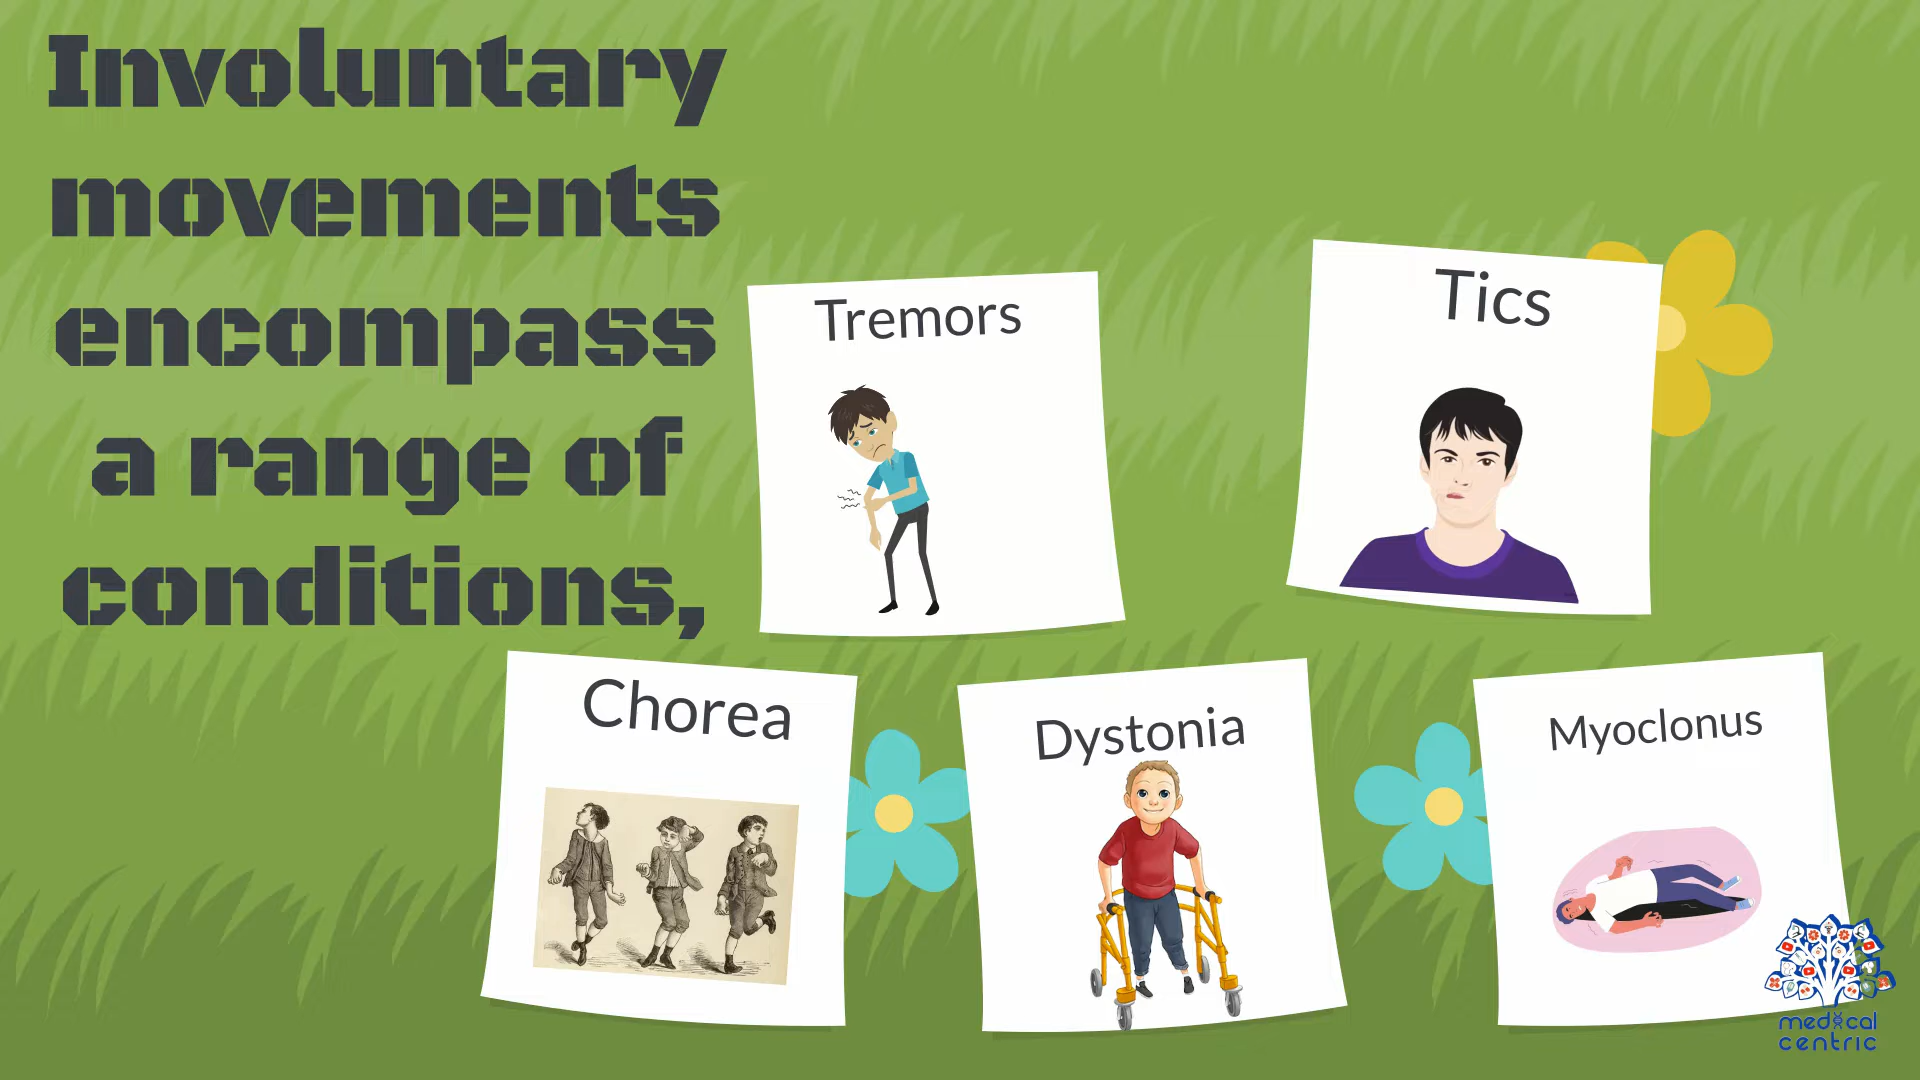 Involuntary
movements
encompass
a range of
conditions,
Tremors
Tics
Chorea
Dystonia
Myoclonus
medical
centric